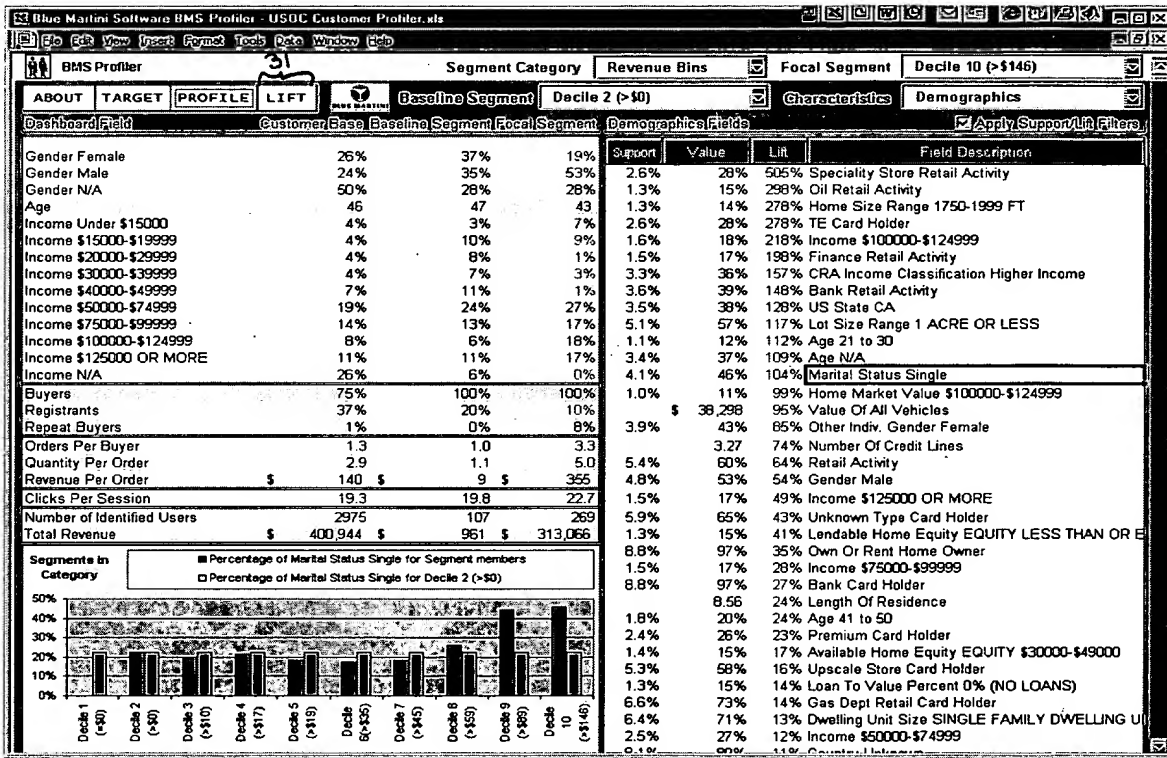 Blue Martini Software BMS Profiler - USOC Customer Profiler.xls
File Edit View Insert Format Tools Data Window Help
31
BMS Profiler Segment Category Revenue Bins Focal Segment Decile 10 (>$146)
ABOUT TARGET PROFILE LIFT BLUE MARTINI Baseline Segment Decile 2 (>$0) Characteristics Demographics
Dashboard Field Customer Base Baseline Segment Focal Segment
Gender Female 26% 37% 19%
Gender Male 24% 35% 53%
Gender N/A 50% 28% 28%
Age 46 47 43
Income Under $15000 4% 3% 7%
Income $15000-$19999 4% 10% 9%
Income $20000-$29999 4% 8% 1%
Income $30000-$39999 4% 7% 3%
Income $40000-$49999 7% 11% 1%
Income $50000-$74999 19% 24% 27%
Income $75000-$99999 14% 13% 17%
Income $100000-$124999 8% 6% 18%
Income $125000 OR MORE 11% 11% 17%
Income N/A 26% 6% 0%
Buyers 75% 100% 100%
Registrants 37% 20% 10%
Repeat Buyers 1% 0% 8%
Orders Per Buyer 1.3 1.0 3.3
Quantity Per Order 2.9 1.1 5.0
Revenue Per Order $ 140 $ 9 $ 355
Clicks Per Session 19.3 19.8 22.7
Number of Identified Users 2975 107 269
Total Revenue $ 400,944 $ 961 $ 313,066
Segments in Category
Percentage of Marital Status Single for Segment members
Percentage of Marital Status Single for Decile 2 (>$0)
50%
40%
30%
20%
10%
0%
Decile 1 (=$0)
Decile 2 (>$0)
Decile 3 (>$10)
Decile 4 (>$17)
Decile 5 (>$19)
Decile 6(>$35)
Decile 7 (>$45)
Decile 8 (>$59)
Decile 9 (>$89)
Decile 10 (>$146)
Demographics Fields Apply Support/Lift Filters
Support Value Lift Field Description
2.6% 28% 505% Speciality Store Retail Activity
1.3% 15% 298% Oil Retail Activity
1.3% 14% 278% Home Size Range 1750-1999 FT
2.6% 28% 278% TE Card Holder
1.6% 18% 218% Income $100000-$124999
1.5% 17% 198% Finance Retail Activity
3.3% 36% 157% CRA Income Classification Higher Income
3.6% 39% 148% Bank Retail Activity
3.5% 38% 128% US State CA
5.1% 57% 117% Lot Size Range 1 ACRE OR LESS
1.1% 12% 112% Age 21 to 30
3.4% 37% 109% Age N/A
4.1% 46% 104% Marital Status Single
1.0% 11% 99% Home Market Value $100000-$124999
$ 38,298 95% Value Of All Vehicles
3.9% 43% 85% Other Indiv. Gender Female
3.27 74% Number Of Credit Lines
5.4% 60% 64% Retail Activity
4.8% 53% 54% Gender Male
1.5% 17% 49% Income $125000 OR MORE
5.9% 65% 43% Unknown Type Card Holder
1.3% 15% 41% Lendable Home Equity EQUITY LESS THAN OR E
8.8% 97% 35% Own Or Rent Home Owner
1.5% 17% 28% Income $75000-$99999
8.8% 97% 27% Bank Card Holder
8.56 24% Length Of Residence
1.8% 20% 24% Age 41 to 50
2.4% 26% 23% Premium Card Holder
1.4% 15% 17% Available Home Equity EQUITY $30000-$49000
5.3% 58% 16% Upscale Store Card Holder
1.3% 15% 14% Loan To Value Percent 0% (NO LOANS)
6.6% 73% 14% Gas Dept Retail Card Holder
6.4% 71% 13% Dwelling Unit Size SINGLE FAMILY DWELLING U
2.5% 27% 12% Income $50000-$74999